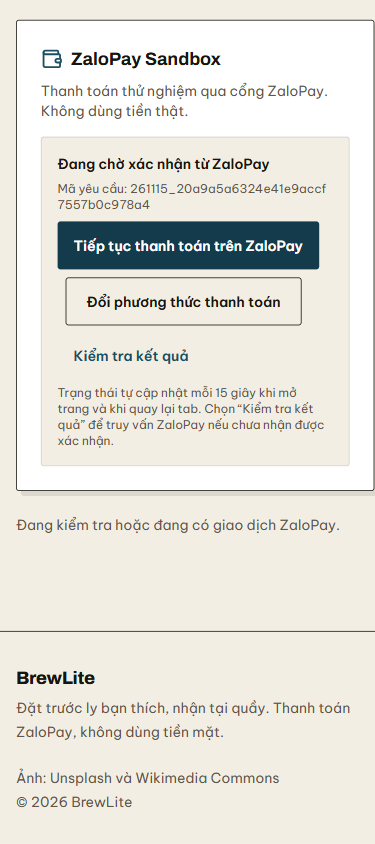 ZaloPay Sandbox
Thanh toán thử nghiệm qua cổng ZaloPay.
Không dùng tiền thật.
Đang chờ xác nhận từ ZaloPay
Mã yêu cầu: 261115_20a9a5a6324e41e9accf
7557b0c978a4
Tiếp tục thanh toán trên ZaloPay
Đổi phương thức thanh toán
Kiểm tra kết quả
Trạng thái tự cập nhật mỗi 15 giây khi mở
trang và khi quay lại tab. Chọn “Kiểm tra kết
quả” để truy vấn ZaloPay nếu chưa nhận được
xác nhận.
Đang kiểm tra hoặc đang có giao dịch ZaloPay.
BrewLite
Đặt trước ly bạn thích, nhận tại quầy. Thanh toán
ZaloPay, không dùng tiền mặt.
Ảnh: Unsplash và Wikimedia Commons
© 2026 BrewLite